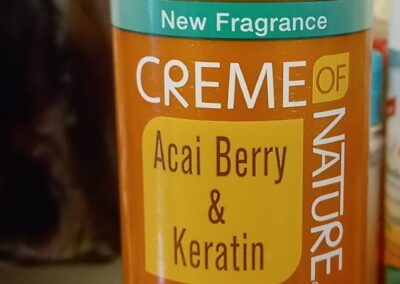 New Fragrance
CREME OF
NATURE
Acai Berry
&
Keratin